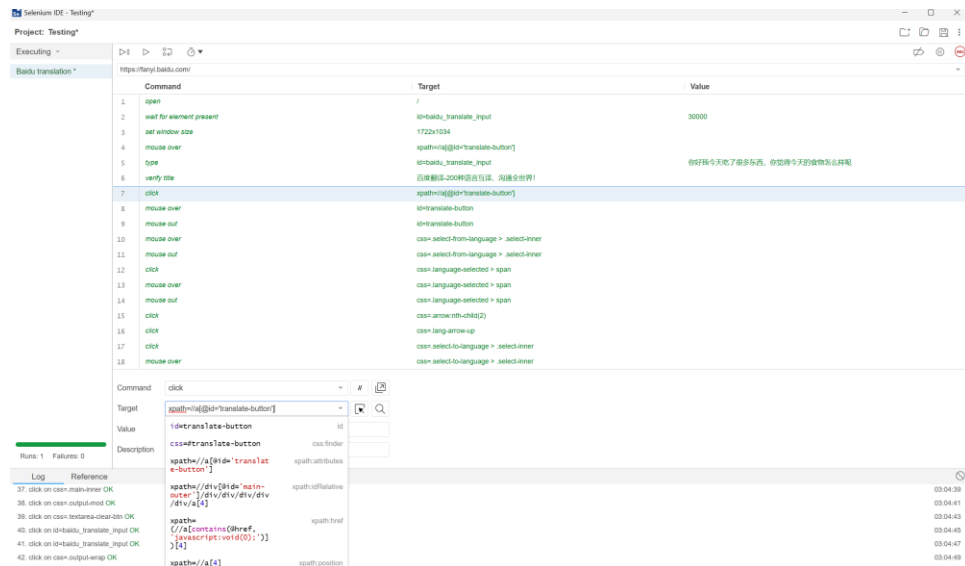 Selenium IDE - Testing*
Project: Testing*
Executing
Baidu translation *
https://fanyi.baidu.com/
Command Target Value
1 open /
2 wait for element present id=baidu_translate_input 30000
3 set window size 1722x1034
4 mouse over xpath=//a[@id='translate-button']
5 type id=baidu_translate_input 你好我今天吃了很多东西，你觉得今天的食物怎么样呢
6 verify title 百度翻译-200种语言互译、沟通全世界！
7 click xpath=//a[@id='translate-button']
8 mouse over id=translate-button
9 mouse out id=translate-button
10 mouse over css=.select-from-language > .select-inner
11 mouse out css=.select-from-language > .select-inner
12 click css=.language-selected > span
13 mouse over css=.language-selected > span
14 mouse out css=.language-selected > span
15 click css=.arrow:nth-child(2)
16 click css=.lang-arrow-up
17 click css=.select-to-language > .select-inner
18 mouse over css=.select-to-language > .select-inner
Command click //
Target xpath=//a[@id='translate-button']
Value
Description
id=translate-button id
css=#translate-button css:finder
xpath=//a[@id='translat xpath:attributes
e-button']
xpath=//div[@id='main- xpath:idRelative
outer']/div/div/div/div
/div/a[4]
xpath= xpath:href
(//a[contains(@href,
'javascript:void(0);')]
)[4]
xpath=//a[4] xpath:position
Runs: 1 Failures: 0
Log Reference
37. click on css=.main-inner OK 03:04:39
38. click on css=.output-mod OK 03:04:41
39. click on css=.textarea-clear-btn OK 03:04:43
40. click on id=baidu_translate_input OK 03:04:45
41. click on id=baidu_translate_input OK 03:04:47
42. click on css=.output-wrap OK 03:04:49